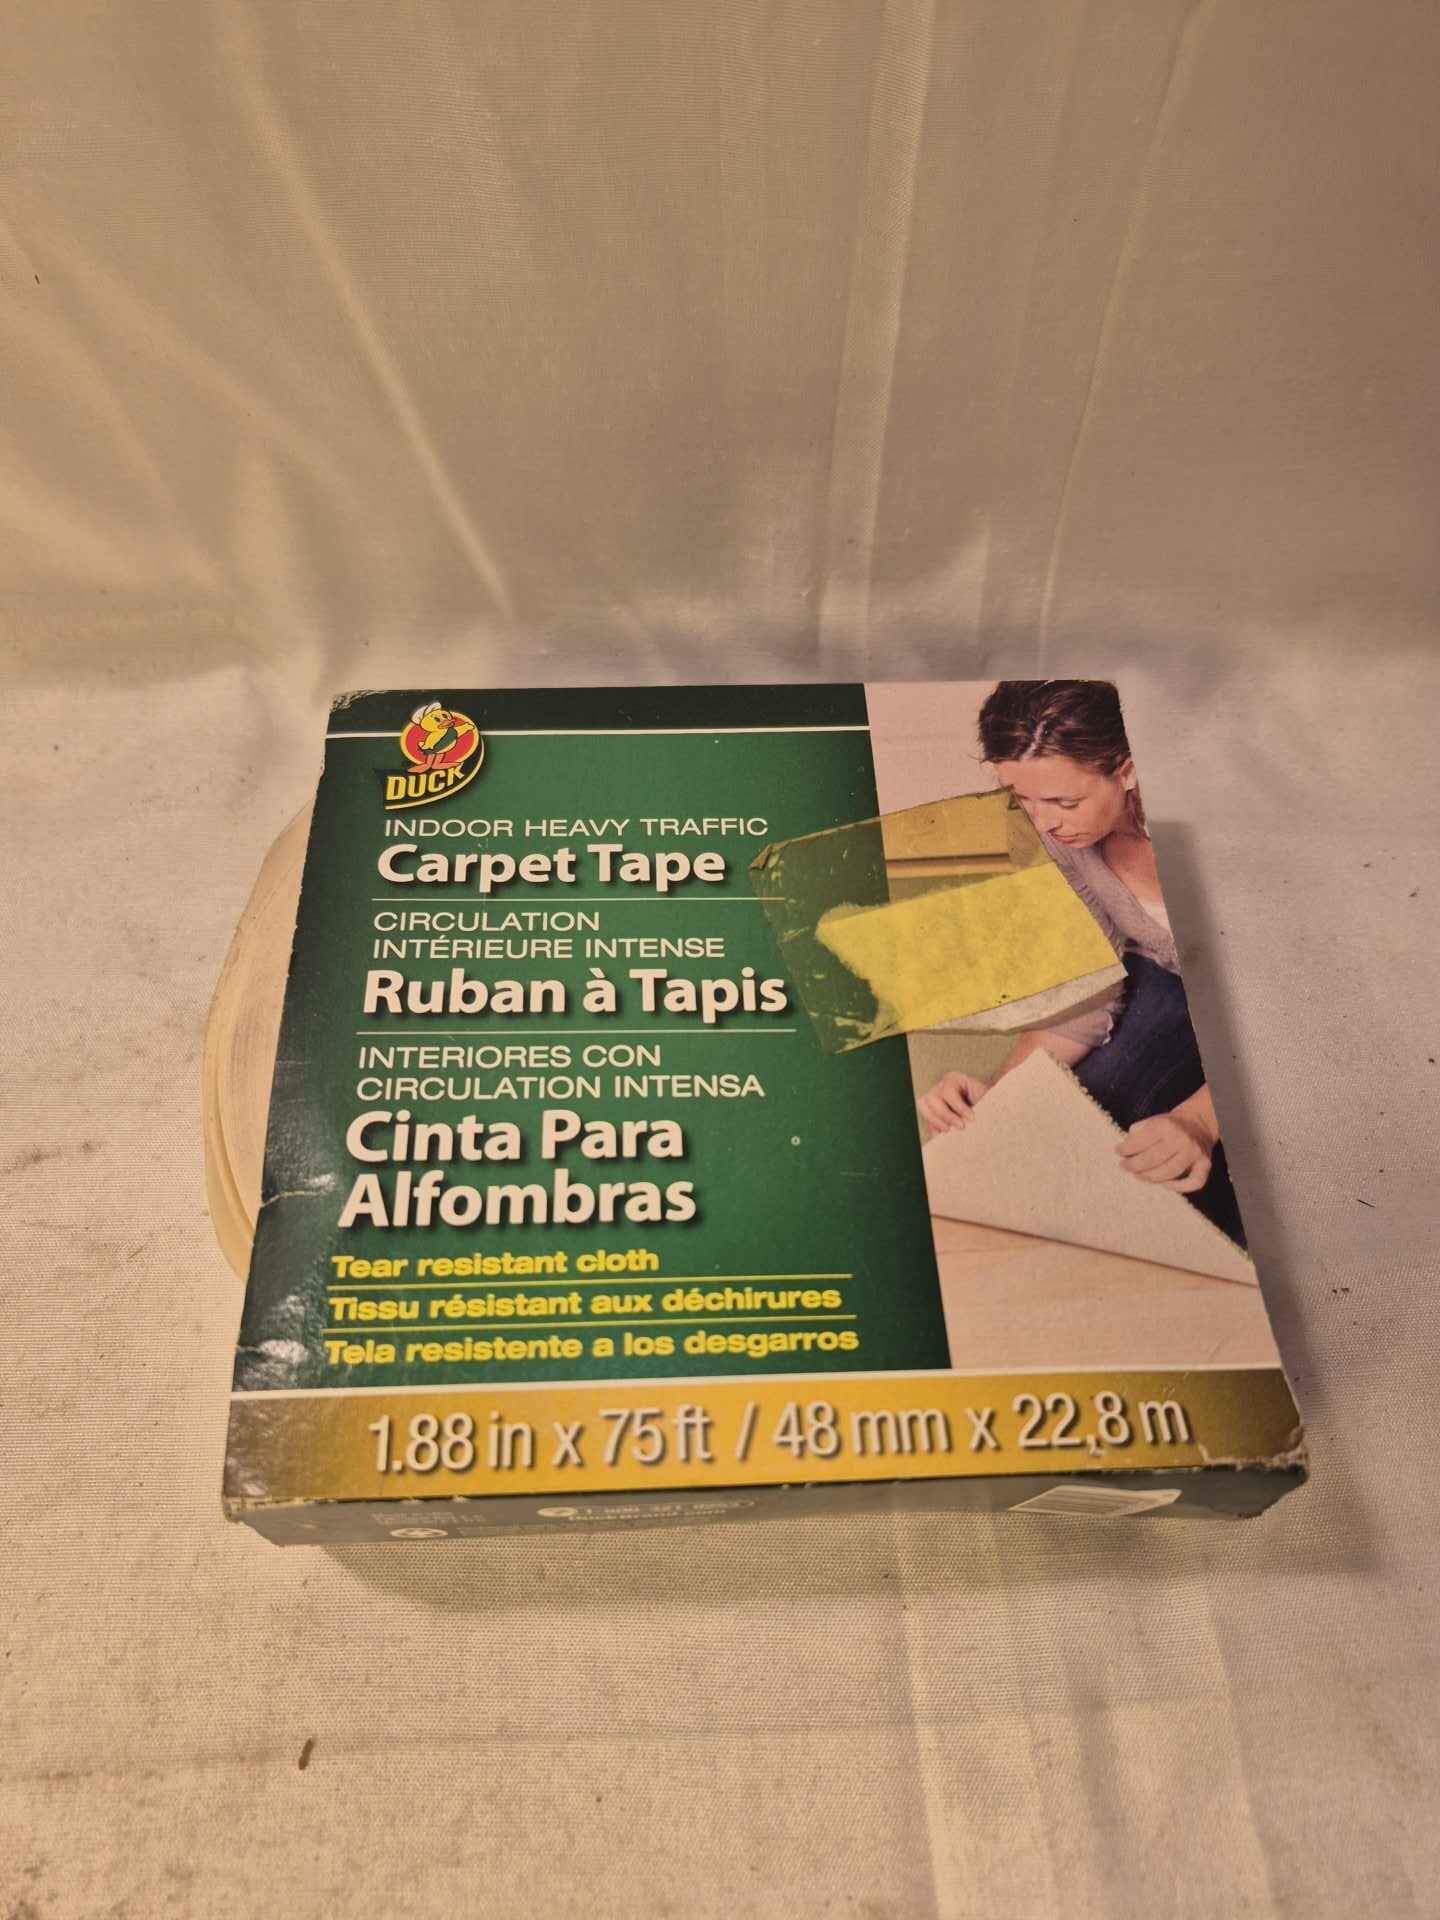 DUCK
INDOOR HEAVY TRAFFIC
Carpet Tape
CIRCULATION
INTÉRIEURE INTENSE
Ruban à Tapis
INTERIORES CON
CIRCULATION INTENSA
Cinta Para
Alfombras
Tear resistant cloth
Tissu résistant aux déchirures
Tela resistente a los desgarros
1.88 in x 75 ft / 48 mm x 22,8 m